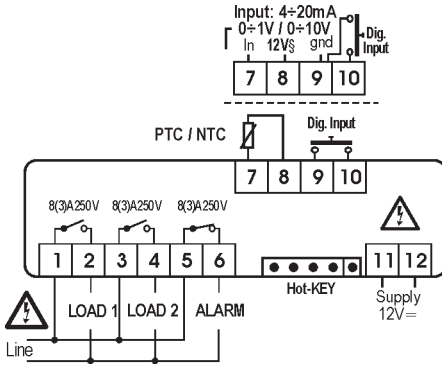 Input: 4÷20mA
0÷1V / 0÷10V
In 12V§ gnd
Dig. Input
7 8 9 10
PTC / NTC
Dig. Input
7 8 9 10
8(3)A250V 8(3)A250V 8(3)A250V
1 2 3 4 5 6
11 12
Hot-KEY
LOAD 1 LOAD 2 ALARM
Supply
12V=
Line